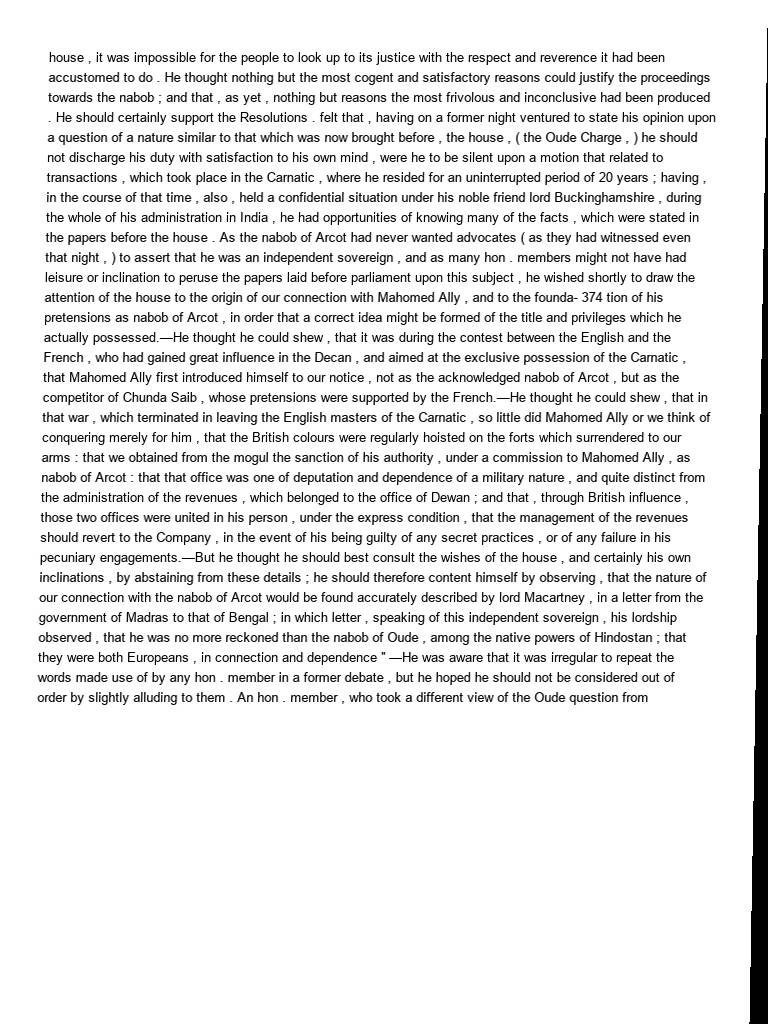 house , it was impossible for the people to look up to its justice with the respect and reverence it had been
accustomed to do . He thought nothing but the most cogent and satisfactory reasons could justify the proceedings
towards the nabob ; and that , as yet , nothing but reasons the most frivolous and inconclusive had been produced
. He should certainly support the Resolutions . felt that , having on a former night ventured to state his opinion upon
a question of a nature similar to that which was now brought before , the house , ( the Oude Charge , ) he should
not discharge his duty with satisfaction to his own mind , were he to be silent upon a motion that related to
transactions , which took place in the Carnatic , where he resided for an uninterrupted period of 20 years ; having ,
in the course of that time , also , held a confidential situation under his noble friend lord Buckinghamshire , during
the whole of his administration in India , he had opportunities of knowing many of the facts , which were stated in
the papers before the house . As the nabob of Arcot had never wanted advocates ( as they had witnessed even
that night , ) to assert that he was an independent sovereign , and as many hon . members might not have had
leisure or inclination to peruse the papers laid before parliament upon this subject , he wished shortly to draw the
attention of the house to the origin of our connection with Mahomed Ally , and to the founda- 374 tion of his
pretensions as nabob of Arcot , in order that a correct idea might be formed of the title and privileges which he
actually possessed.—He thought he could shew , that it was during the contest between the English and the
French , who had gained great influence in the Decan , and aimed at the exclusive possession of the Carnatic ,
that Mahomed Ally first introduced himself to our notice , not as the acknowledged nabob of Arcot , but as the
competitor of Chunda Saib , whose pretensions were supported by the French.—He thought he could shew , that in
that war , which terminated in leaving the English masters of the Carnatic , so little did Mahomed Ally or we think of
conquering merely for him , that the British colours were regularly hoisted on the forts which surrendered to our
arms : that we obtained from the mogul the sanction of his authority , under a commission to Mahomed Ally , as
nabob of Arcot : that that office was one of deputation and dependence of a military nature , and quite distinct from
the administration of the revenues , which belonged to the office of Dewan ; and that , through British influence ,
those two offices were united in his person , under the express condition , that the management of the revenues
should revert to the Company , in the event of his being guilty of any secret practices , or of any failure in his
pecuniary engagements.—But he thought he should best consult the wishes of the house , and certainly his own
inclinations , by abstaining from these details ; he should therefore content himself by observing , that the nature of
our connection with the nabob of Arcot would be found accurately described by lord Macartney , in a letter from the
government of Madras to that of Bengal ; in which letter , speaking of this independent sovereign , his lordship
observed , that he was no more reckoned than the nabob of Oude , among the native powers of Hindostan ; that
they were both Europeans , in connection and dependence " —He was aware that it was irregular to repeat the
words made use of by any hon . member in a former debate , but he hoped he should not be considered out of
order by slightly alluding to them . An hon . member , who took a different view of the Oude question from